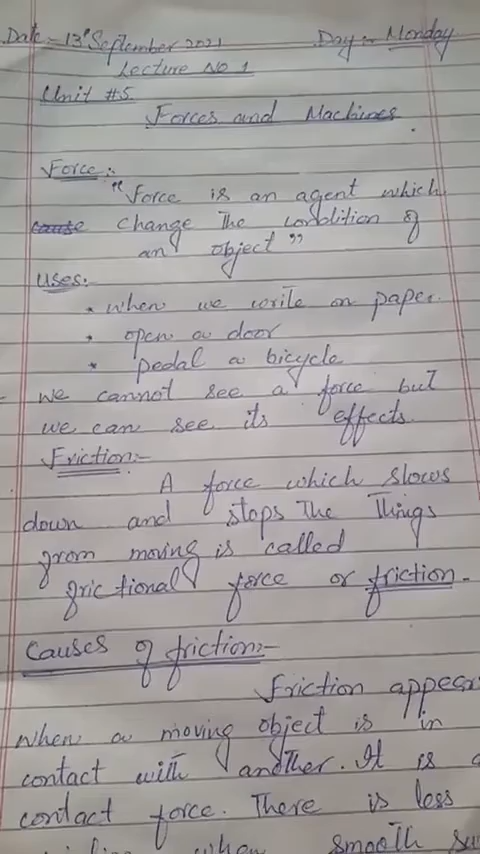 Date:- 13 September 2021 Day:- Monday
Lecture No 1
Unit #5
Forces and Machines
Force:-
"Force is an agent which
cause change the condition of
an object"
Uses:-
* when we write on paper.
* open a door
* pedal a bicycle
- we cannot see a force but
we can see its effects.
Friction:-
A force which slows
down and stops the things
from moving is called
frictional force or friction.
Causes of friction:-
Friction appear
when a moving object is in
contact with another. It is a
contact force. There is less
when smooth